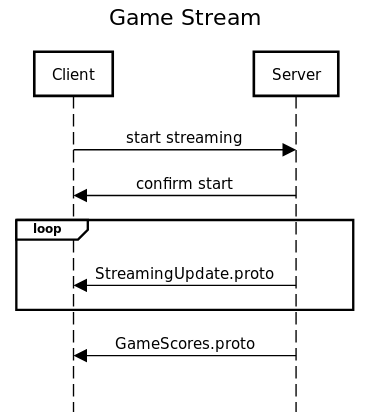 Game Stream
Client
Server
start streaming
confirm start
loop
StreamingUpdate.proto
GameScores.proto